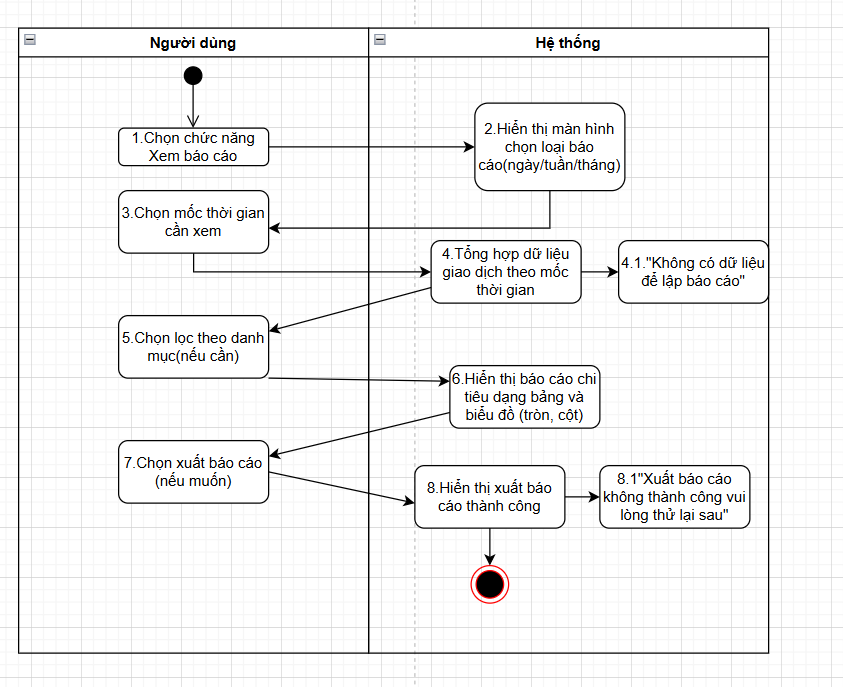 Người dùng
Hệ thống
1.Chọn chức năng
Xem báo cáo
2.Hiển thị màn hình
chọn loại báo
cáo(ngày/tuần/tháng)
3.Chọn mốc thời gian
cần xem
4.Tổng hợp dữ liệu
giao dịch theo mốc
thời gian
4.1."Không có dữ liệu
để lập báo cáo"
5.Chọn lọc theo danh
mục(nếu cần)
6.Hiển thị báo cáo chi
tiêu dạng bảng và
biểu đồ (tròn, cột)
7.Chọn xuất báo cáo
(nếu muốn)
8.Hiển thị xuất báo
cáo thành công
8.1"Xuất báo cáo
không thành công vui
lòng thử lại sau"